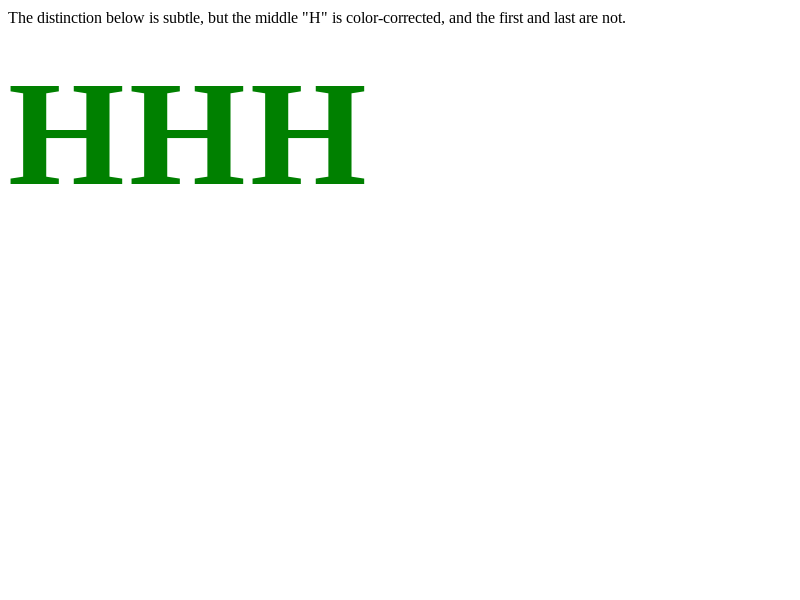 The distinction below is subtle, but the middle "H" is color-corrected, and the first and last are not.
HHH